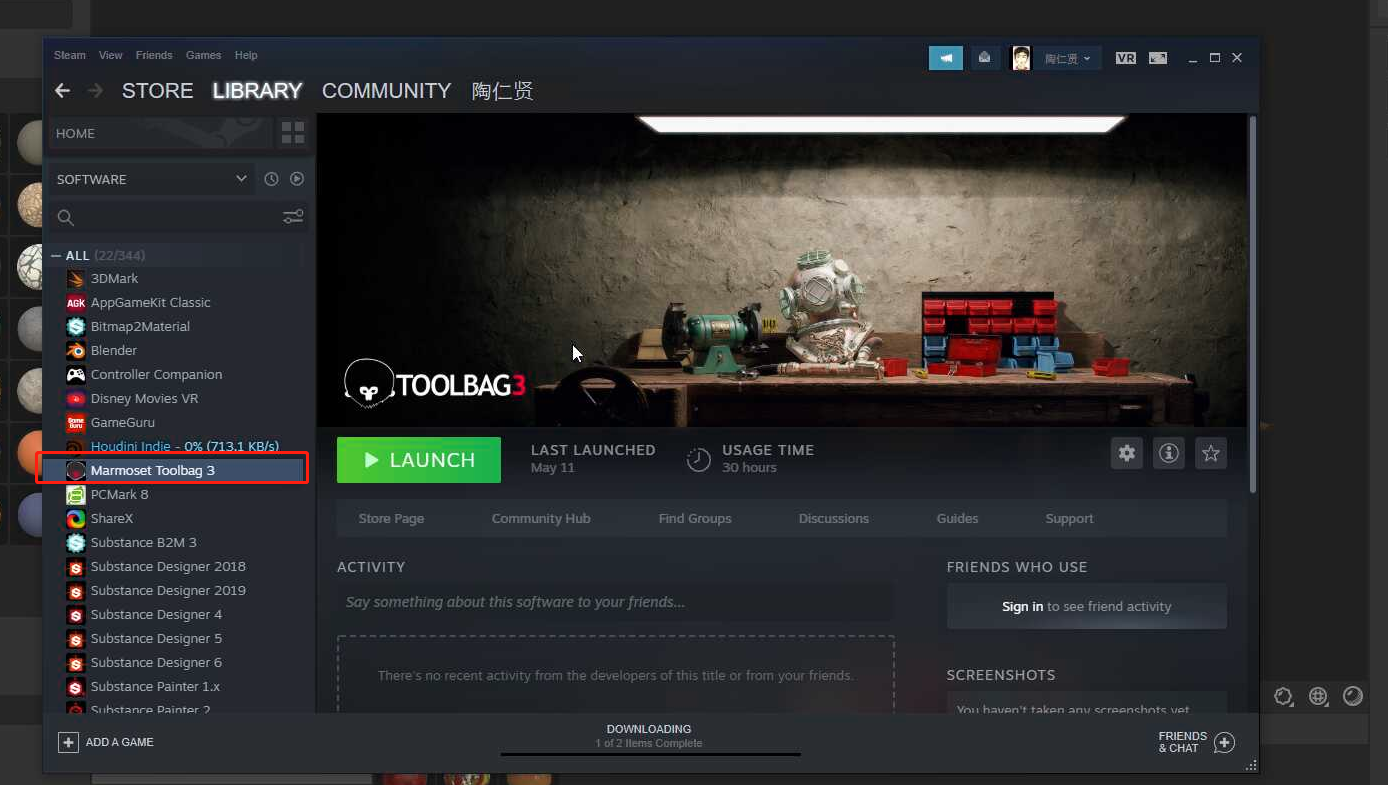 Steam View Friends Games Help
陶仁贤
VR
STORE LIBRARY COMMUNITY 陶仁贤
HOME
SOFTWARE
ALL (22/344)
3DMark
AGK AppGameKit Classic
Bitmap2Material
Blender
Controller Companion
Disney Movies VR
GameGuru
Houdini Indie - 0% (713.1 KB/s)
Marmoset Toolbag 3
PCMark 8
ShareX
Substance B2M 3
Substance Designer 2018
Substance Designer 2019
Substance Designer 4
Substance Designer 5
Substance Designer 6
Substance Painter 1.x
Substance Painter 2
TOOLBAG3
LAUNCH
LAST LAUNCHED
May 11
USAGE TIME
30 hours
Store Page Community Hub Find Groups Discussions Guides Support
ACTIVITY
Say something about this software to your friends...
There's no recent activity from the developers of this title or from your friends.
FRIENDS WHO USE
Sign in to see friend activity
SCREENSHOTS
You haven't taken any screenshots yet
ADD A GAME
DOWNLOADING
1 of 2 Items Complete
FRIENDS
& CHAT